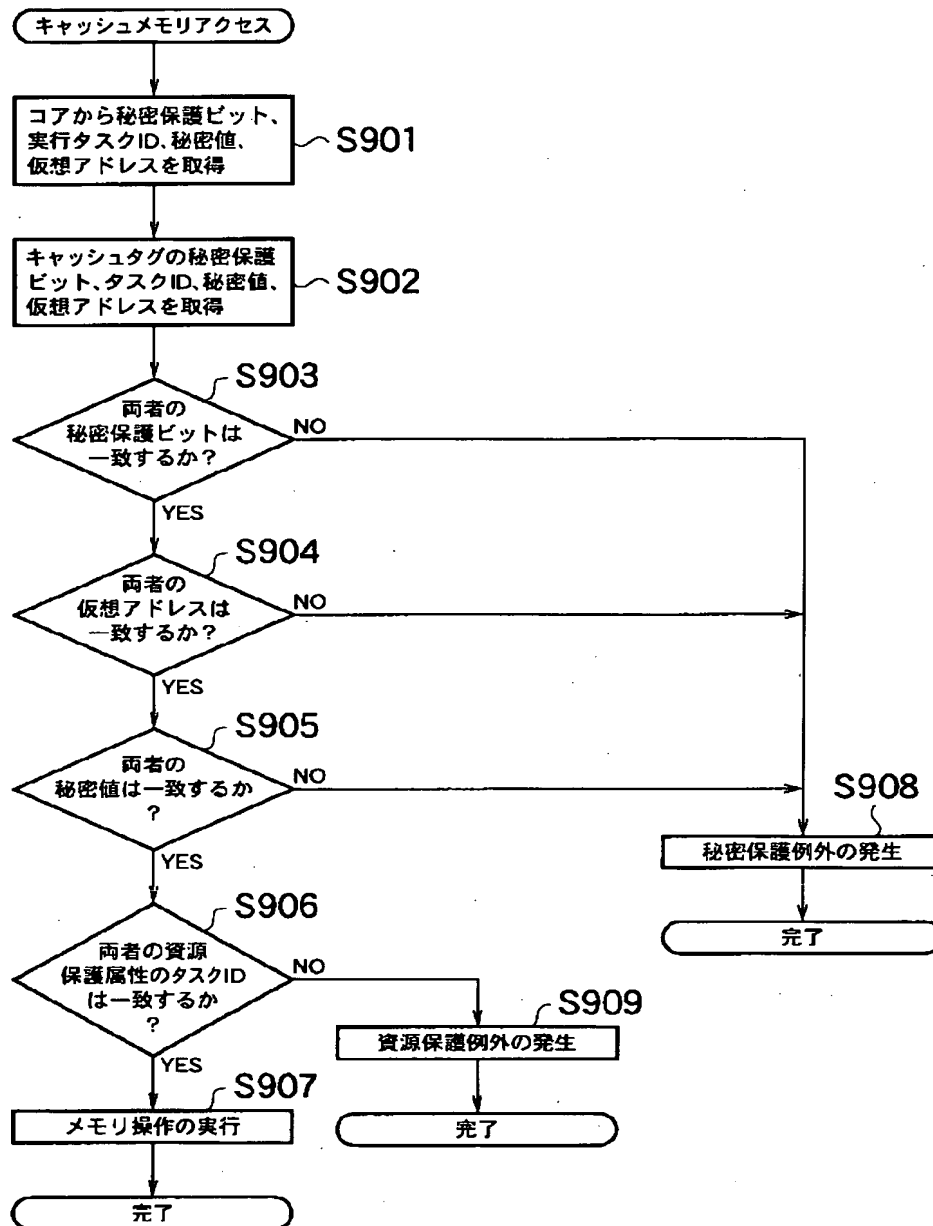 キャッシュメモリアクセス
コアから秘密保護ビット、
実行タスクID、秘密値、
仮想アドレスを取得
S901
キャッシュタグの秘密保護
ビット、タスクID、秘密値、
仮想アドレスを取得
S902
S903
両者の
秘密保護ビットは
一致するか?
NO
YES
S904
両者の
仮想アドレスは
一致するか?
NO
YES
S905
両者の
秘密値は一致するか
?
NO
YES
S908
秘密保護例外の発生
完了
S906
両者の資源
保護属性のタスクID
は一致するか
?
NO
YES
S909
資源保護例外の発生
完了
S907
メモリ操作の実行
完了